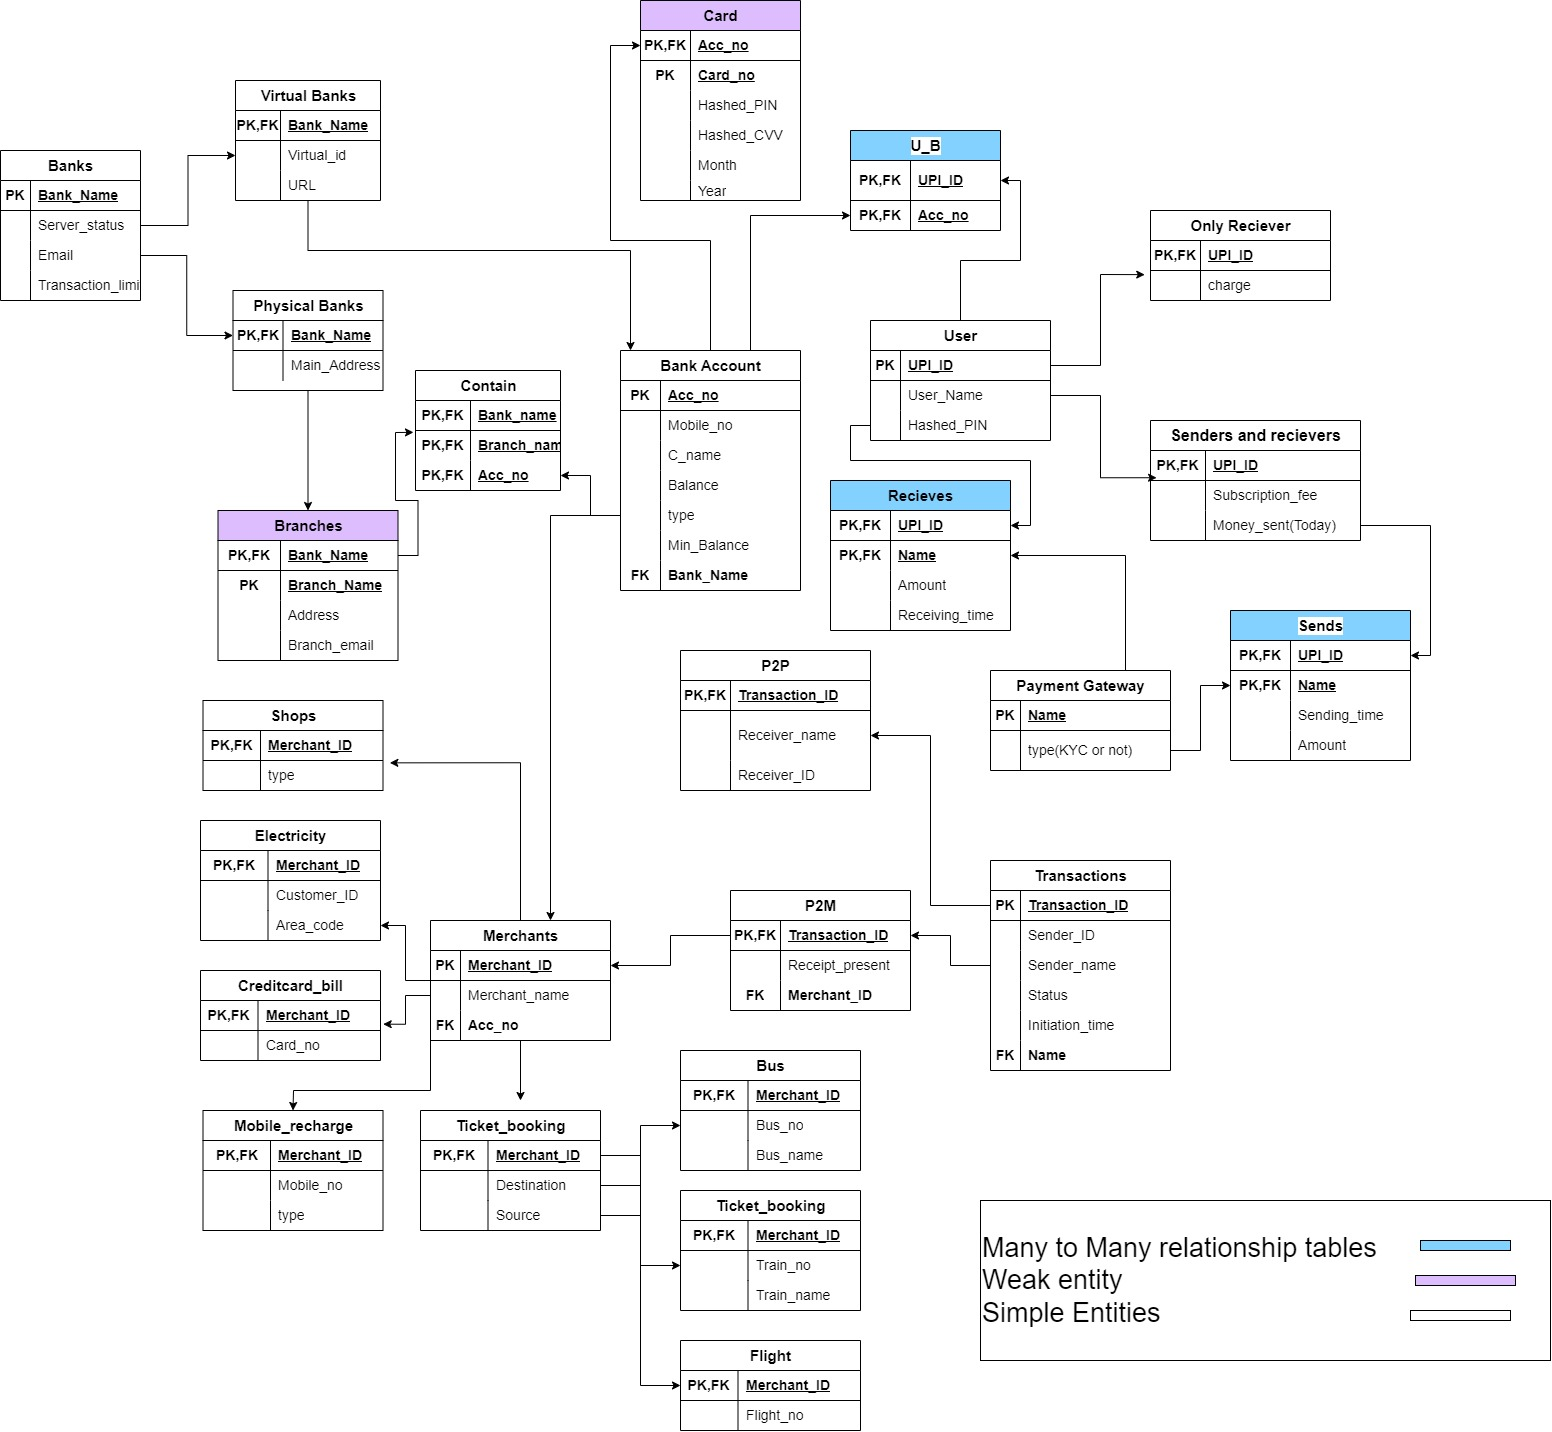 Card
PK,FK Acc_no
PK Card_no
Hashed_PIN
Hashed_CVV
Month
Year
Virtual Banks
PK,FK Bank_Name
Virtual_id
URL
Banks
PK Bank_Name
Server_status
Email
Transaction_limi
U_B
PK,FK UPI_ID
PK,FK Acc_no
Only Reciever
PK,FK UPI_ID
charge
Physical Banks
PK,FK Bank_Name
Main_Address
User
PK UPI_ID
User_Name
Hashed_PIN
Bank Account
PK Acc_no
Mobile_no
C_name
Balance
type
Min_Balance
FK Bank_Name
Contain
PK,FK Bank_name
PK,FK Branch_nam
PK,FK Acc_no
Senders and recievers
PK,FK UPI_ID
Subscription_fee
Money_sent(Today)
Recieves
PK,FK UPI_ID
PK,FK Name
Amount
Receiving_time
Branches
PK,FK Bank_Name
PK Branch_Name
Address
Branch_email
Sends
PK,FK UPI_ID
PK,FK Name
Sending_time
Amount
P2P
PK,FK Transaction_ID
Receiver_name
Receiver_ID
Payment Gateway
PK Name
type(KYC or not)
Shops
PK,FK Merchant_ID
type
Electricity
PK,FK Merchant_ID
Customer_ID
Area_code
Transactions
PK Transaction_ID
Sender_ID
Sender_name
Status
Initiation_time
FK Name
P2M
PK,FK Transaction_ID
Receipt_present
FK Merchant_ID
Merchants
PK Merchant_ID
Merchant_name
FK Acc_no
Creditcard_bill
PK,FK Merchant_ID
Card_no
Bus
PK,FK Merchant_ID
Bus_no
Bus_name
Mobile_recharge
PK,FK Merchant_ID
Mobile_no
type
Ticket_booking
PK,FK Merchant_ID
Destination
Source
Ticket_booking
PK,FK Merchant_ID
Train_no
Train_name
Flight
PK,FK Merchant_ID
Flight_no
Many to Many relationship tables
Weak entity
Simple Entities